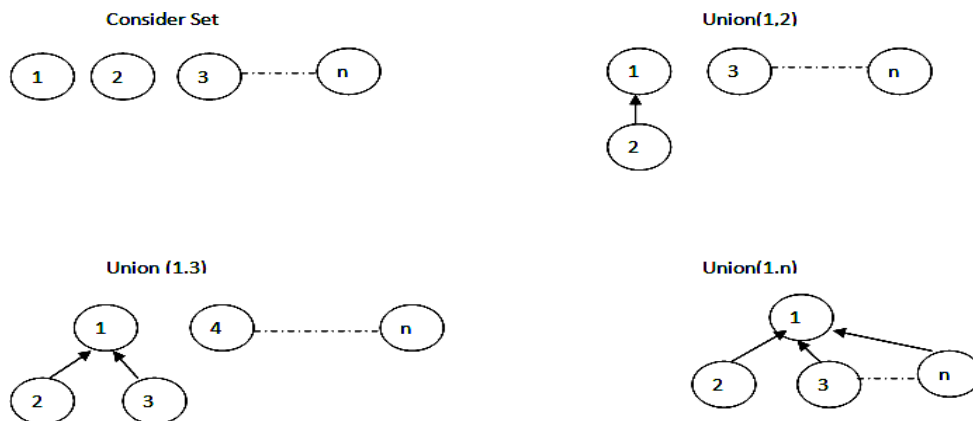 Consider Set
1 2 3 n
Union(1,2)
1 3 n
2
Union (1.3)
1 4 n
2 3
Union(1.n)
1
2 3 n